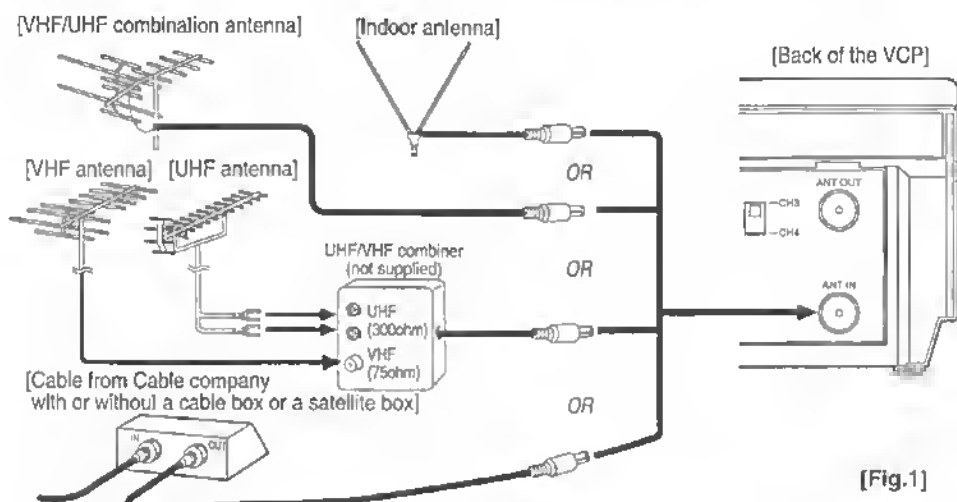 [VHF/UHF combination antenna]
[Indoor antenna]
[Back of the VCP]
[VHF antenna]
[UHF antenna]
ANT OUT
CH3
CH4
OR
OR
UHF/VHF combiner
(not supplied)
UHF
(300ohm)
VHF
(75ohm)
ANT IN
[Cable from Cable company
with or without a cable box or a satellite box]
OR
IN
OUT
[Fig.1]